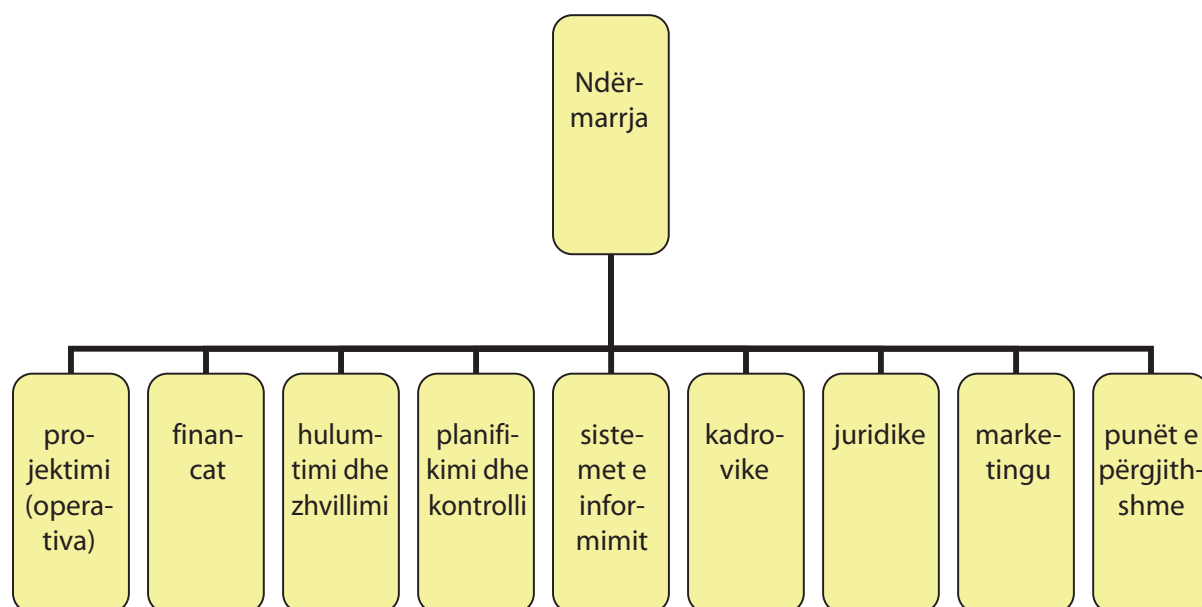 Ndër-
marrja
pro-
jektimi
(opera-
tiva)
finan-
cat
hulum-
timi dhe
zhvillimi
planifi-
kimi dhe
kontrolli
siste-
met e
infor-
mimit
kadro-
vike
juridike
marke-
tingu
punët e
përgjith-
shme